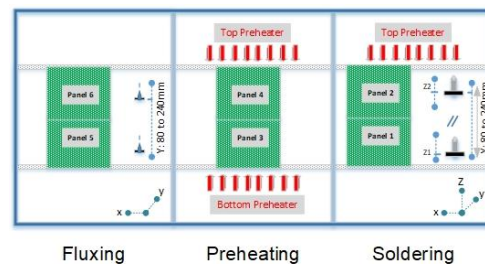 Top Preheater
Top Preheater
Panel 6
Panel 5
Y: 80 to 240mm
x
y
Panel 4
Panel 3
Bottom Preheater
Panel 2
Panel 1
Z2
//
Z1
Y: 80 to 240mm
Z
y
x
Fluxing
Preheating
Soldering